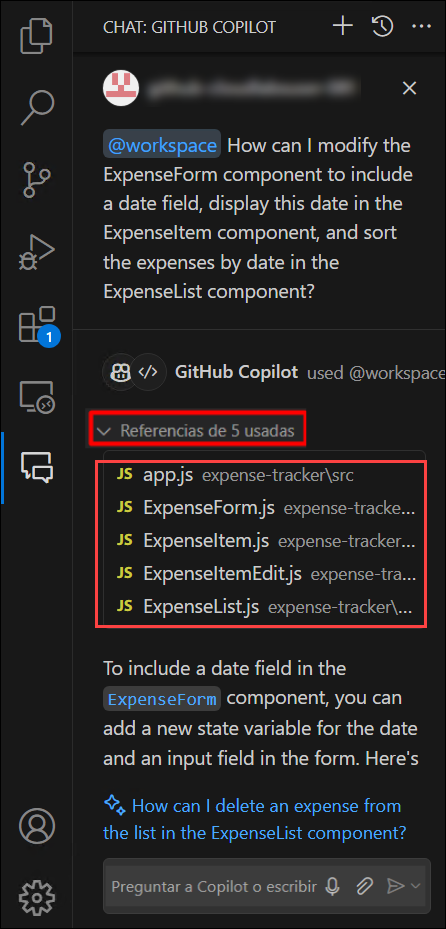 CHAT: GITHUB COPILOT
@workspace How can I modify the
ExpenseForm component to include
a date field, display this date in the
ExpenseItem component, and sort
the expenses by date in the
ExpenseList component?
GitHub Copilot used @workspace
Referencias de 5 usadas
JS app.js expense-tracker\src
JS ExpenseForm.js expense-tracke...
JS ExpenseItem.js expense-tracker...
JS ExpenseItemEdit.js expense-tra...
JS ExpenseList.js expense-tracker\...
1
To include a date field in the
ExpenseForm component, you can
add a new state variable for the date
and an input field in the form. Here's
How can I delete an expense from
the list in the ExpenseList component?
Preguntar a Copilot o escribir